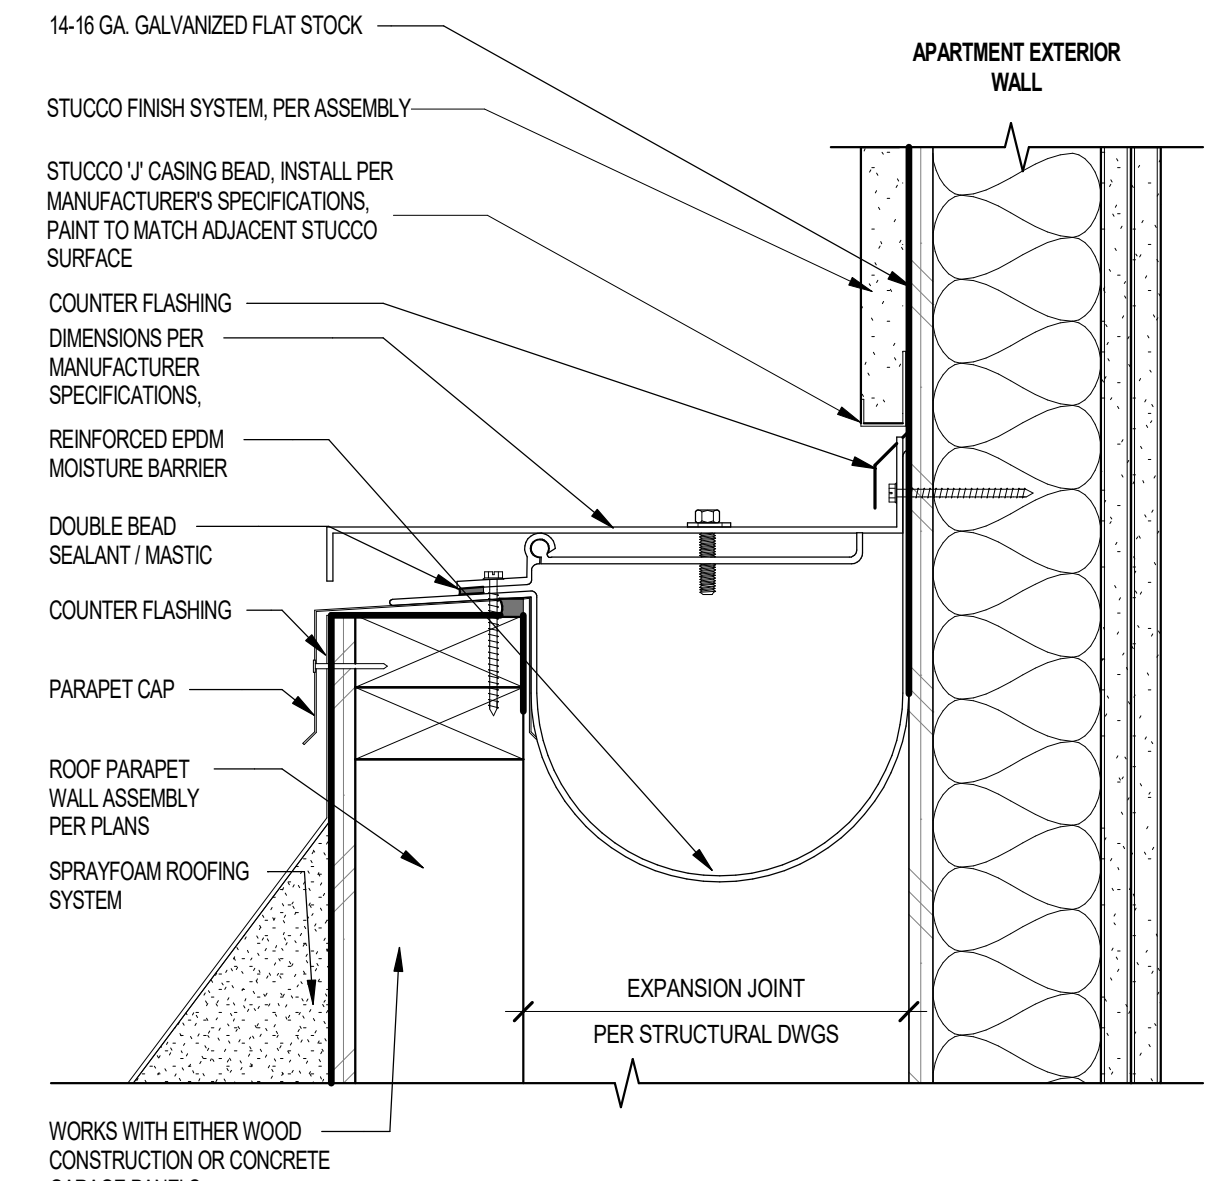 14-16 GA. GALVANIZED FLAT STOCK
APARTMENT EXTERIOR
WALL
STUCCO FINISH SYSTEM, PER ASSEMBLY
STUCCO 'J' CASING BEAD, INSTALL PER
MANUFACTURER'S SPECIFICATIONS,
PAINT TO MATCH ADJACENT STUCCO
SURFACE
COUNTER FLASHING
DIMENSIONS PER
MANUFACTURER
SPECIFICATIONS,
REINFORCED EPDM
MOISTURE BARRIER
DOUBLE BEAD
SEALANT / MASTIC
COUNTER FLASHING
PARAPET CAP
ROOF PARAPET
WALL ASSEMBLY
PER PLANS
SPRAYFOAM ROOFING
SYSTEM
EXPANSION JOINT
PER STRUCTURAL DWGS
WORKS WITH EITHER WOOD
CONSTRUCTION OR CONCRETE